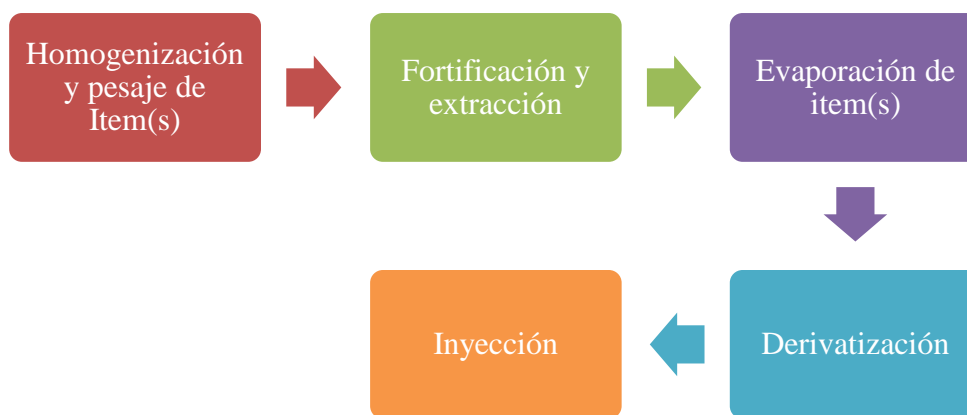 Homogenización
y pesaje de
Item(s)
Fortificación y
extracción
Evaporación de
item(s)
Derivatización
Inyección